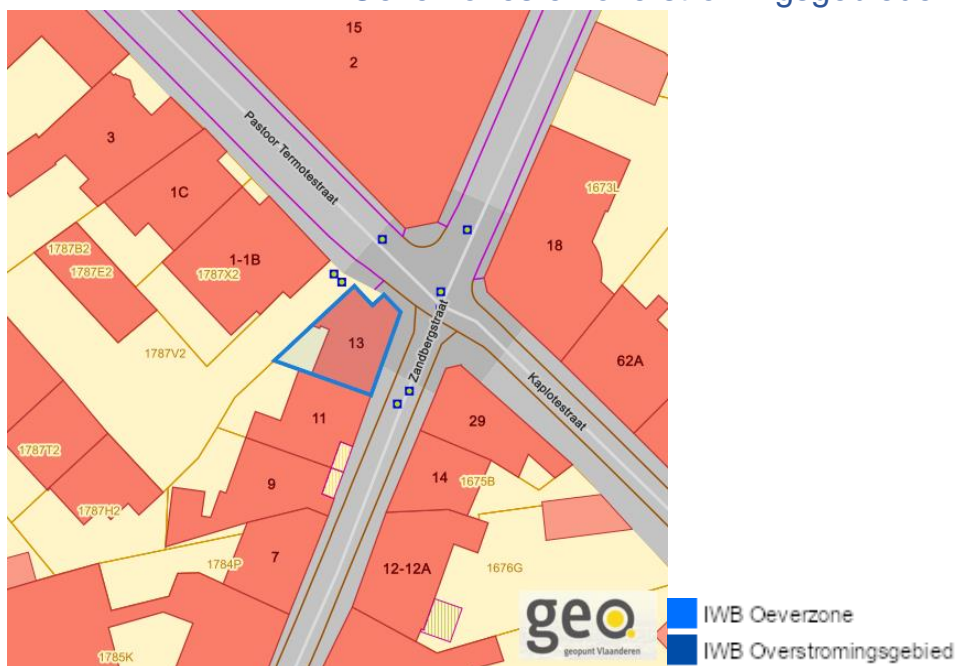 15
2
Pastoor Termotestraat
3
1C
1673L
1787B2
1787E2
1-1B
1787X2
18
13
Zandbergstraat
1787V2
62A
Kaplotestraat
11
29
1787T2
9
14
1675B
1787H2
7
1784P
12-12A
1676G
geo.
geopunt Vlaanderen
IWB Oeverzone
IWB Overstromingsgebied
1785K